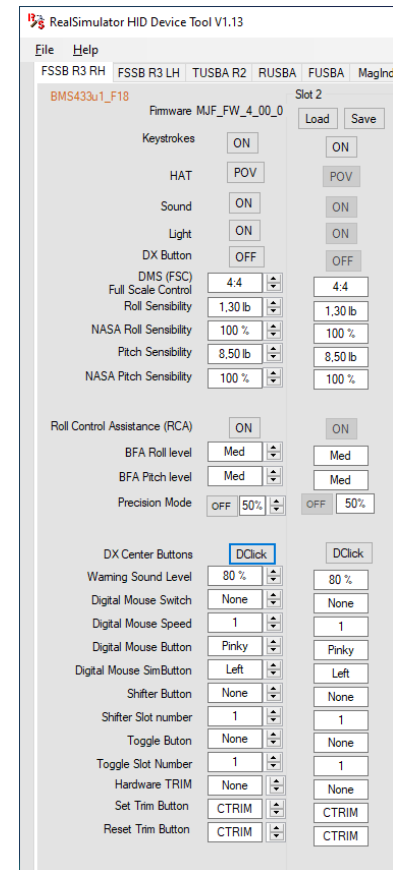 RealSimulator HID Device Tool V1.13
File Help
FSSB R3 RH FSSB R3 LH TUSBA R2 RUSBA FUSBA MagInd
BMS433u1_F18 Slot 2
Firmware MJF_FW_4_00_0 Load Save
Keystrokes ON ON
HAT POV POV
Sound ON ON
Light ON ON
DX Button OFF OFF
DMS (FSC)
Full Scale Control 4:4 4:4
Roll Sensibility 1,30 lb 1,30 lb
NASA Roll Sensibility 100 % 100 %
Pitch Sensibility 8,50 lb 8,50 lb
NASA Pitch Sensibility 100 % 100 %
Roll Control Assistance (RCA) ON ON
BFA Roll level Med Med
BFA Pitch level Med Med
Precision Mode OFF 50% OFF 50%
DX Center Buttons DClick DClick
Warning Sound Level 80 % 80 %
Digital Mouse Switch None None
Digital Mouse Speed 1 1
Digital Mouse Button Pinky Pinky
Digital Mouse SimButton Left Left
Shifter Button None None
Shifter Slot number 1 1
Toggle Buton None None
Toggle Slot Number 1 1
Hardware TRIM None None
Set Trim Button CTRIM CTRIM
Reset Trim Button CTRIM CTRIM